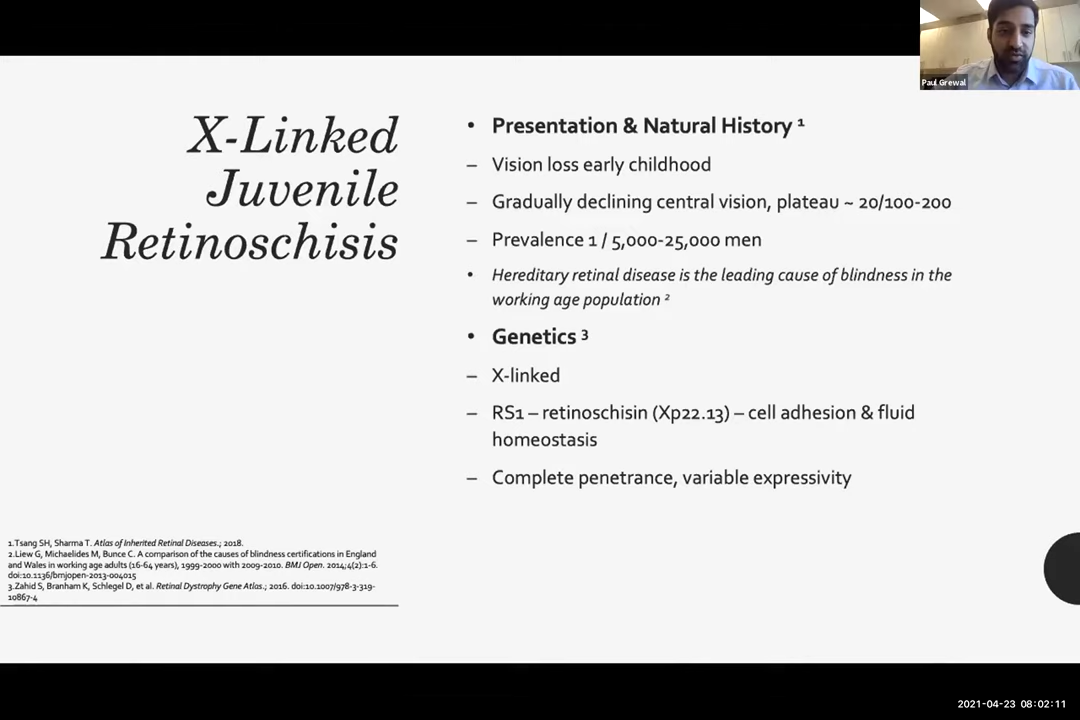 Paul Grewal
X-Linked
Juvenile
Retinoschisis
• Presentation & Natural History ¹
– Vision loss early childhood
– Gradually declining central vision, plateau ~ 20/100-200
– Prevalence 1 / 5,000-25,000 men
• Hereditary retinal disease is the leading cause of blindness in the
working age population ²
• Genetics ³
– X-linked
– RS1 – retinoschisin (Xp22.13) – cell adhesion & fluid
homeostasis
– Complete penetrance, variable expressivity
1.Tsang SH, Sharma T. Atlas of Inherited Retinal Diseases.; 2018.
2.Liew G, Michaelides M, Bunce C. A comparison of the causes of blindness certifications in England
and Wales in working age adults (16-64 years), 1999-2000 with 2009-2010. BMJ Open. 2014;4(2):1-6.
doi:10.1136/bmjopen-2013-004015
3.Zahid S, Branham K, Schlegel D, et al. Retinal Dystrophy Gene Atlas.; 2016. doi:10.1007/978-3-319-
10867-4
2021-04-23 08:02:11